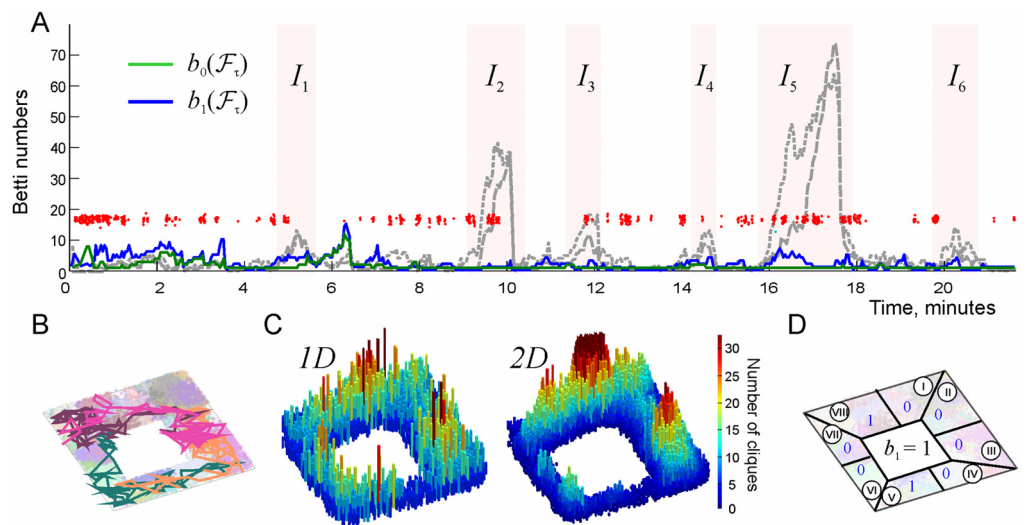 A
Betti numbers
70
60
50
40
30
20
10
0
b₀(𝓕τ)
b₁(𝓕τ)
I₁
I₂
I₃
I₄
I₅
I₆
0 2 4 6 8 10 12 14 16 18 20
Time, minutes
B
C
1D
2D
30
25
20
15
10
5
0
Number of cliques
D
I
II
III
IV
V
VI
VII
VIII
1
0
0
0
0
1
0
0
b₁ = 1